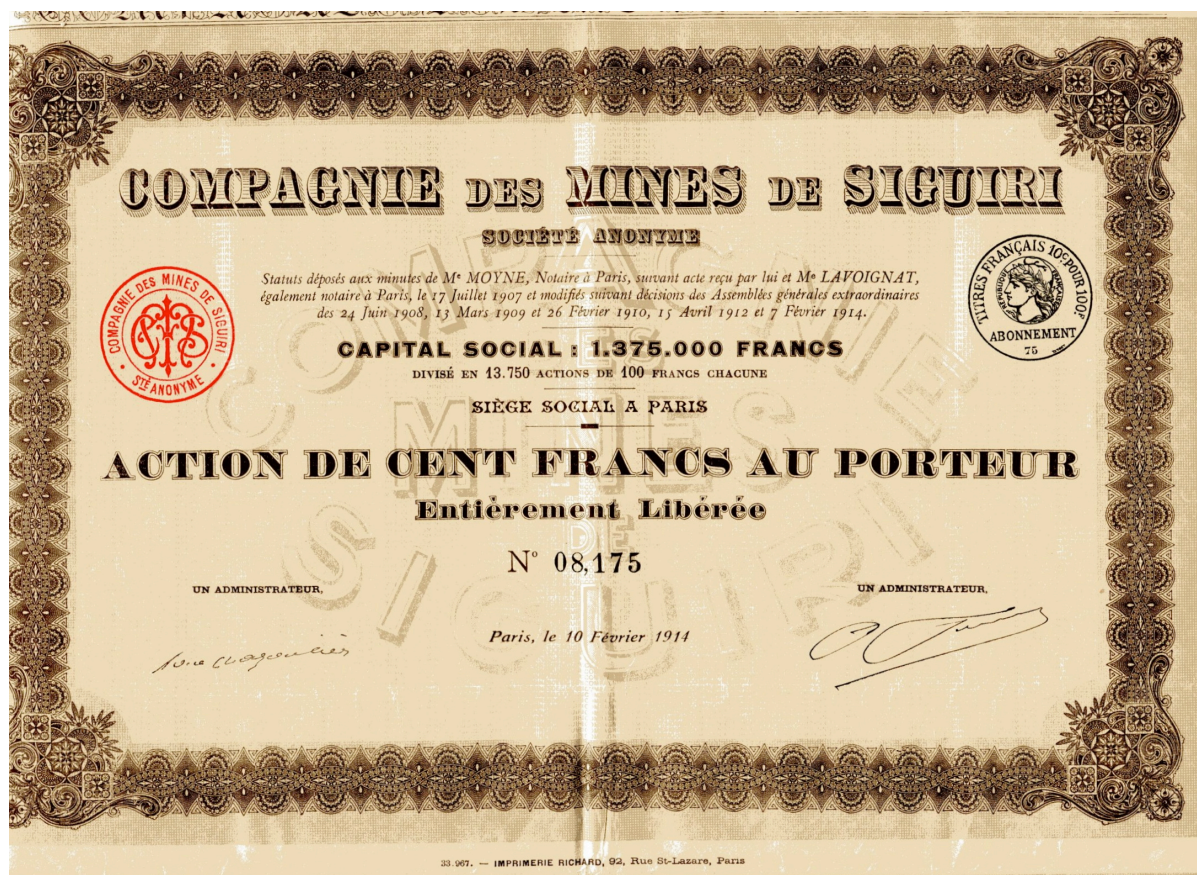 COMPAGNIE DES MINES DE SIGUIRI
SOCIÉTÉ ANONYME
Statuts déposés aux minutes de Me MOYNE, Notaire à Paris, suivant acte reçu par lui et Me LAVOIGNAT,
également notaire à Paris, le 17 Juillet 1907 et modifiés suivant décisions des Assemblées générales extraordinaires
des 24 Juin 1908, 13 Mars 1909 et 26 Février 1910, 15 Avril 1912 et 7 Février 1914.
COMPAGNIE DES MINES DE SIGUIRI
STÉ ANONYME
TITRES FRANÇAIS 10c POUR 100f
ABONNEMENT
75
CAPITAL SOCIAL : 1.375.000 FRANCS
DIVISÉ EN 13.750 ACTIONS DE 100 FRANCS CHACUNE
SIÈGE SOCIAL A PARIS
ACTION DE CENT FRANCS AU PORTEUR
Entièrement Libérée
No 08,175
UN ADMINISTRATEUR,
UN ADMINISTRATEUR,
Paris, le 10 Février 1914
COMPAGNIE
DES
MINES
DE
SIGUIRI
33.967. — IMPRIMERIE RICHARD, 92, Rue St-Lazare, Paris